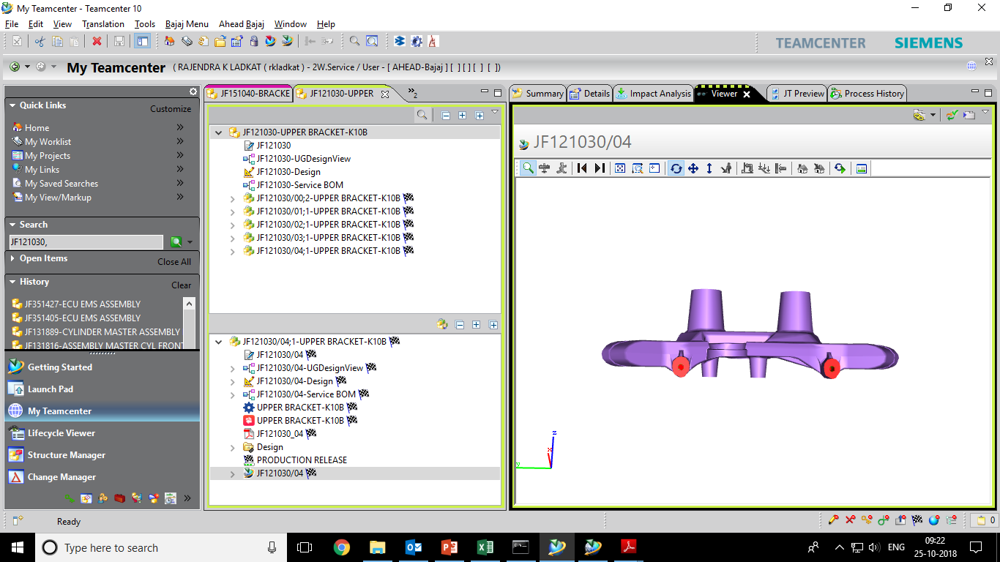 My Teamcenter - Teamcenter 10
File Edit View Translation Tools Bajaj Menu Ahead Bajaj Window Help
TEAMCENTER SIEMENS
My Teamcenter ( RAJENDRA K LADKAT ( rkladkat ) - 2W.Service / User - [ AHEAD-Bajaj ] [ ] [ ] [ ] [ ])
Quick Links
Customize
Home
My Worklist
My Projects
My Links
My Saved Searches
My View/Markup
Search
JF121030,
Open Items
Close All
History
Clear
JF351427-ECU EMS ASSEMBLY
JF351405-ECU EMS ASSEMBLY
JF131889-CYLINDER MASTER ASSEMBLY
JF131816-ASSEMBLY MASTER CYL FRONT
Getting Started
Launch Pad
My Teamcenter
Lifecycle Viewer
Structure Manager
Change Manager
JF151040-BRACKE JF121030-UPPER 2
JF121030-UPPER BRACKET-K10B
JF121030
JF121030-UGDesignView
JF121030-Design
JF121030-Service BOM
JF121030/00;2-UPPER BRACKET-K10B
JF121030/01;1-UPPER BRACKET-K10B
JF121030/02;1-UPPER BRACKET-K10B
JF121030/03;1-UPPER BRACKET-K10B
JF121030/04;1-UPPER BRACKET-K10B
JF121030/04;1-UPPER BRACKET-K10B
JF121030/04
JF121030/04-UGDesignView
JF121030/04-Design
JF121030/04-Service BOM
UPPER BRACKET-K10B
UPPER BRACKET-K10B
JF121030_04
Design
PRODUCTION RELEASE
JF121030/04
Summary Details Impact Analysis Viewer JT Preview Process History
JF121030/04
z
x
y
Ready
0
Type here to search
ENG
09:22
25-10-2018